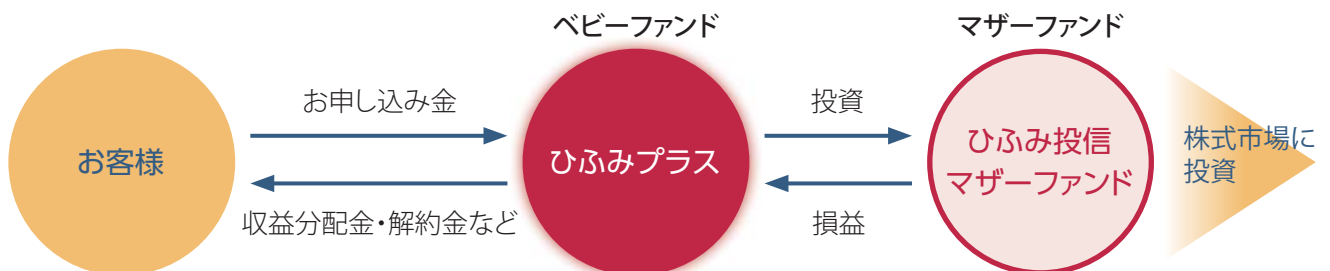 ベビーファンド
マザーファンド
お客様
お申し込み金
収益分配金・解約金など
ひふみプラス
投資
損益
ひふみ投信
マザーファンド
株式市場に
投資